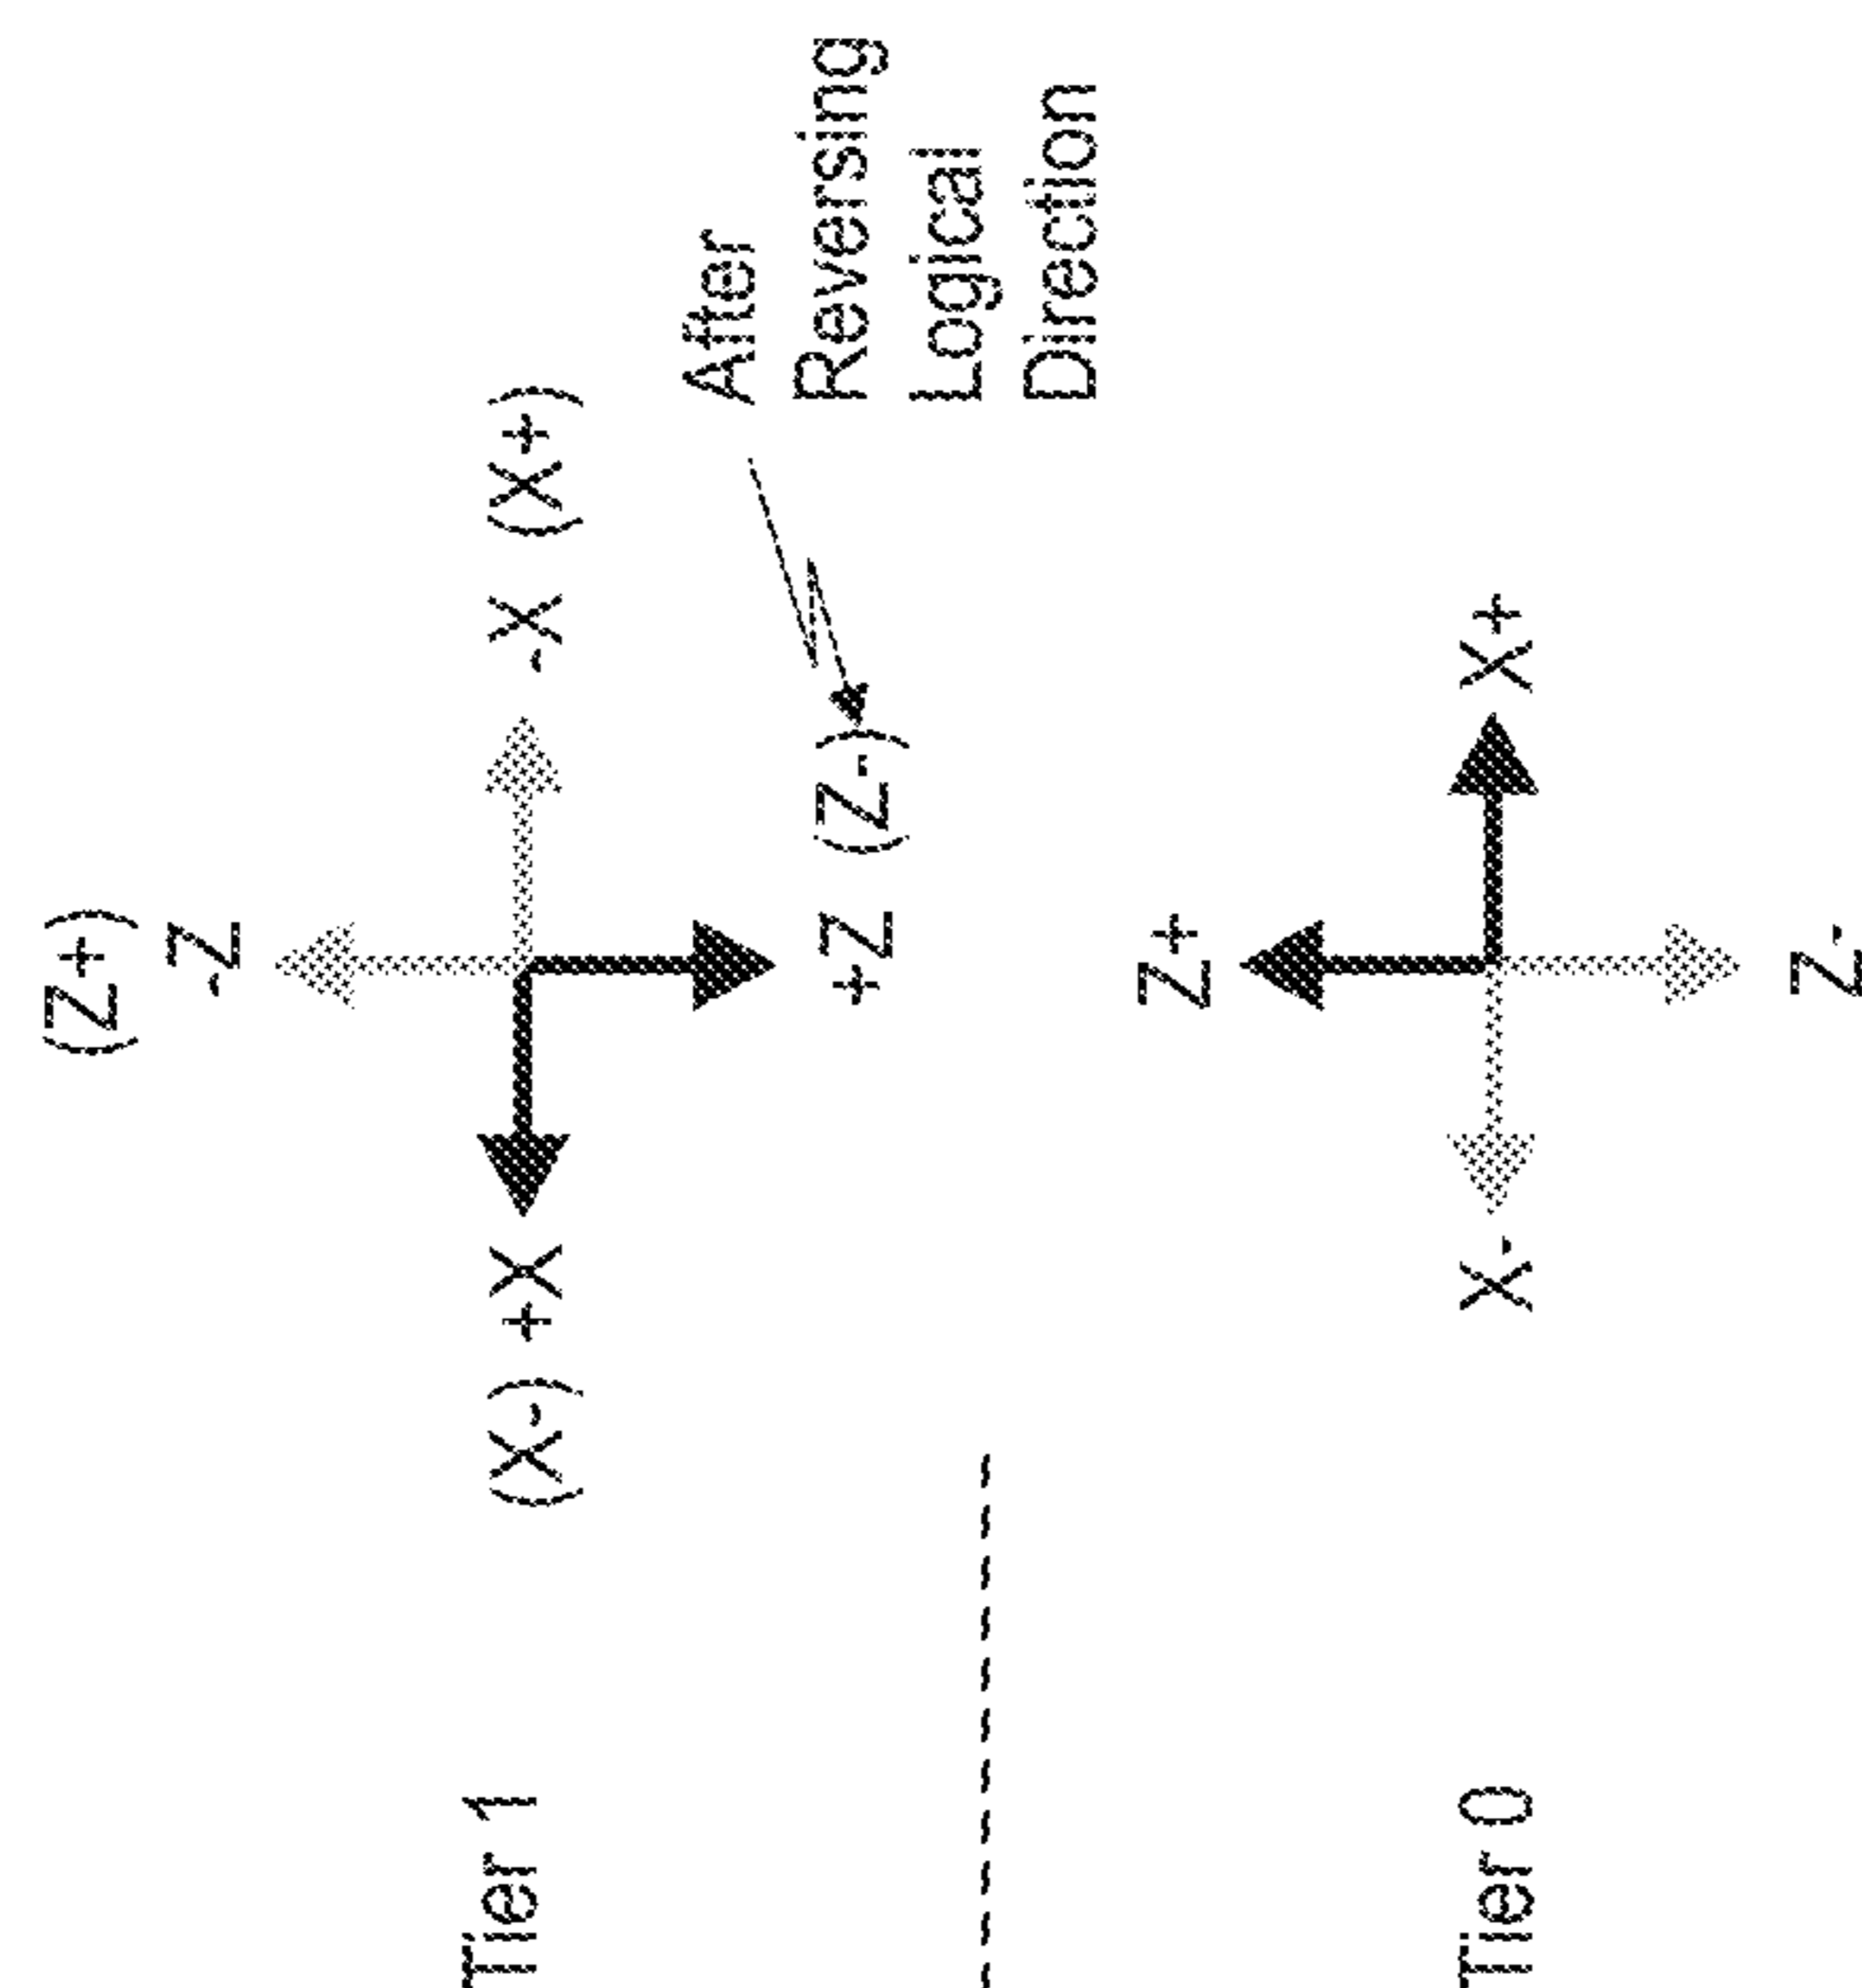 (Z+)
-Z
Tier 1
(X-) +X
-X (X+)
+Z (Z-)
After
Reversing
Logical
Direction
Z+
Tier 0
X-
X+
Z-